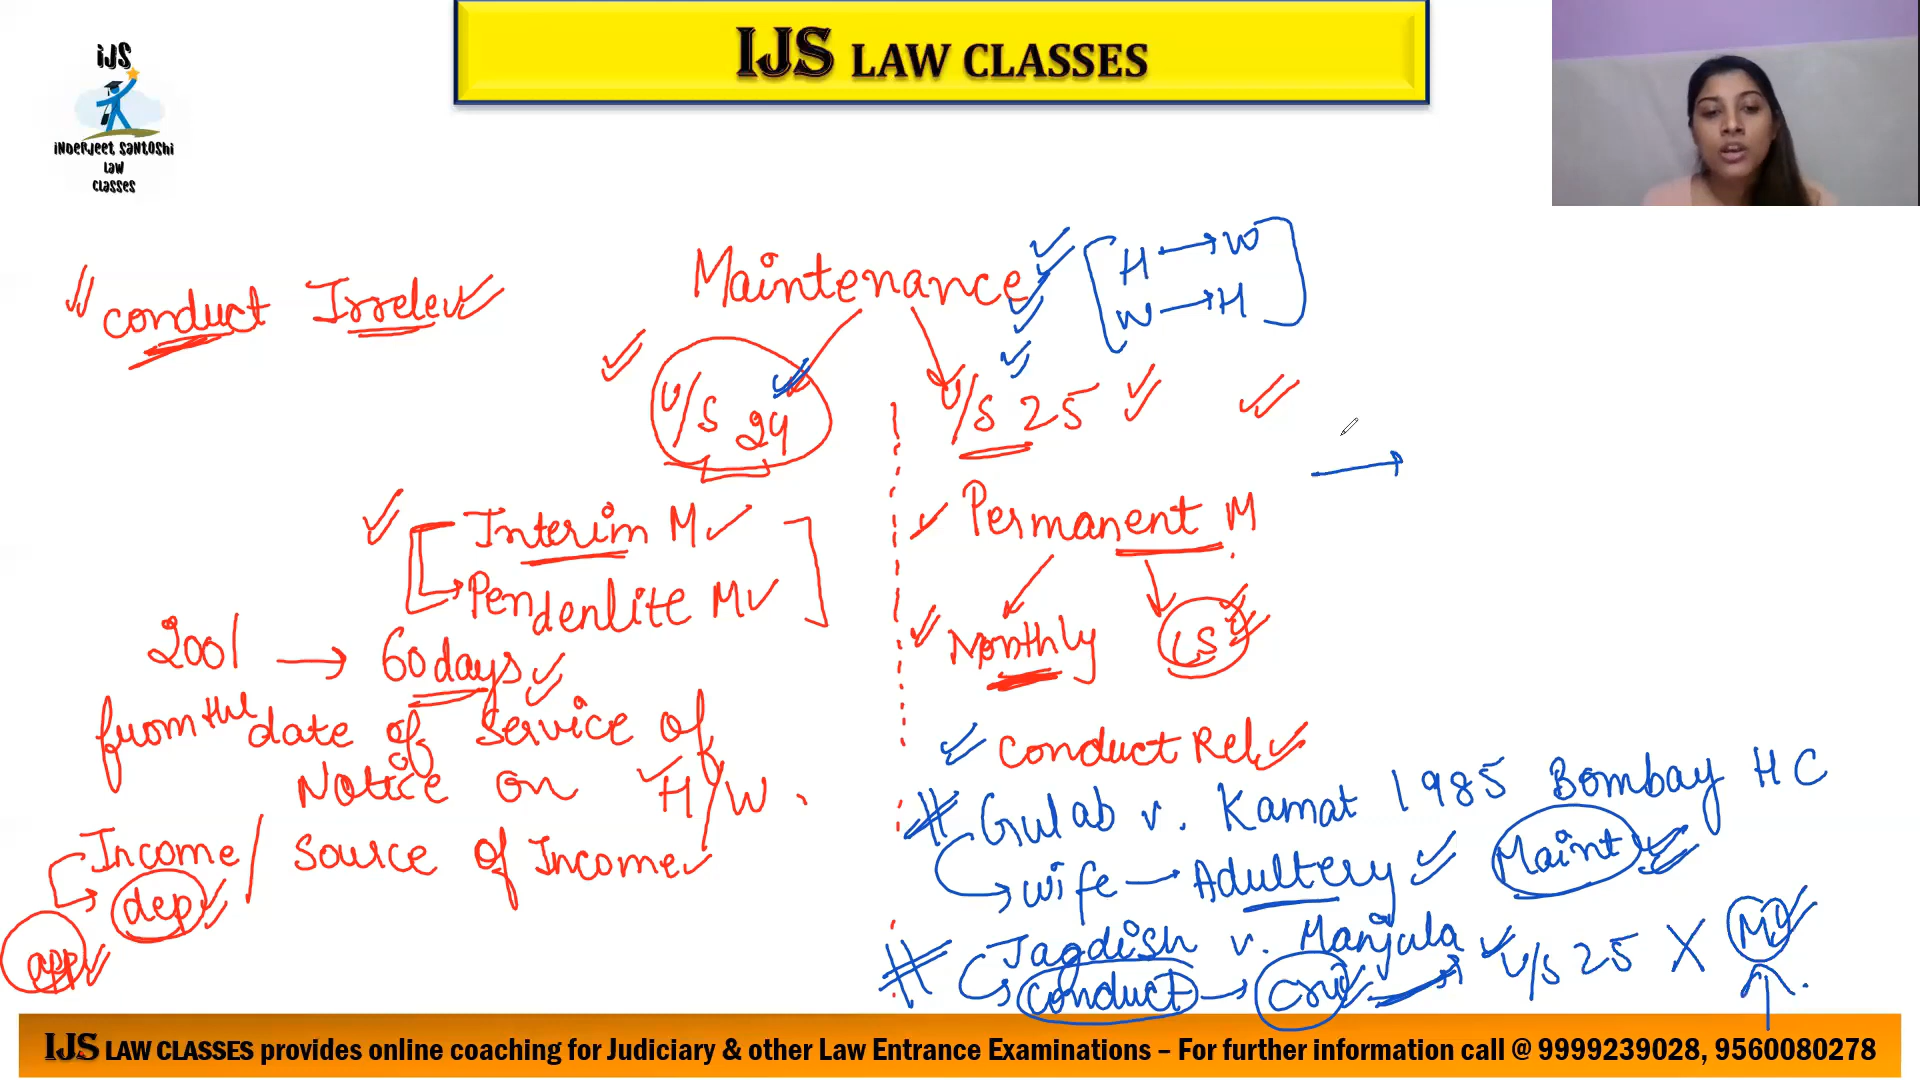 IJS LAW CLASSES
iJS
iNDERJEET SANTOSHI
LAW
CLASSES
Maintenance
H → W
W → H
conduct Irrelev
U/S 24
U/S 25
Interim M
Pendenlite M
Permanent M
Monthly
LS
2001 → 60 days
from the date of service of
Notice on H/W.
Income / Source of Income
dep
app
Conduct Rel
# Gulab v. Kamat 1985 Bombay HC
wife → Adultery Maint
# Jagdish v. Manjula
conduct → cru → U/S 25 X M
IJS LAW CLASSES provides online coaching for Judiciary & other Law Entrance Examinations – For further information call @ 9999239028, 9560080278